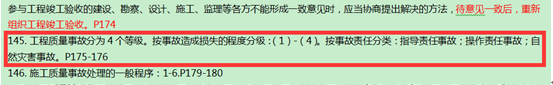 参与工程竣工验收的建设、勘察、设计、施工、监理等各方不能形成一致意见时，应当协商提出解决的方法，待意见一致后，重新
组织工程竣工验收。P174
145. 工程质量事故分为 4 个等级。按事故造成损失的程度分级：( 1 ) - ( 4 )。按事故责任分类：指导责任事故；操作责任事故；自
然灾害事故。P175-176
146. 施工质量事故处理的一般程序：1-6.P179-180